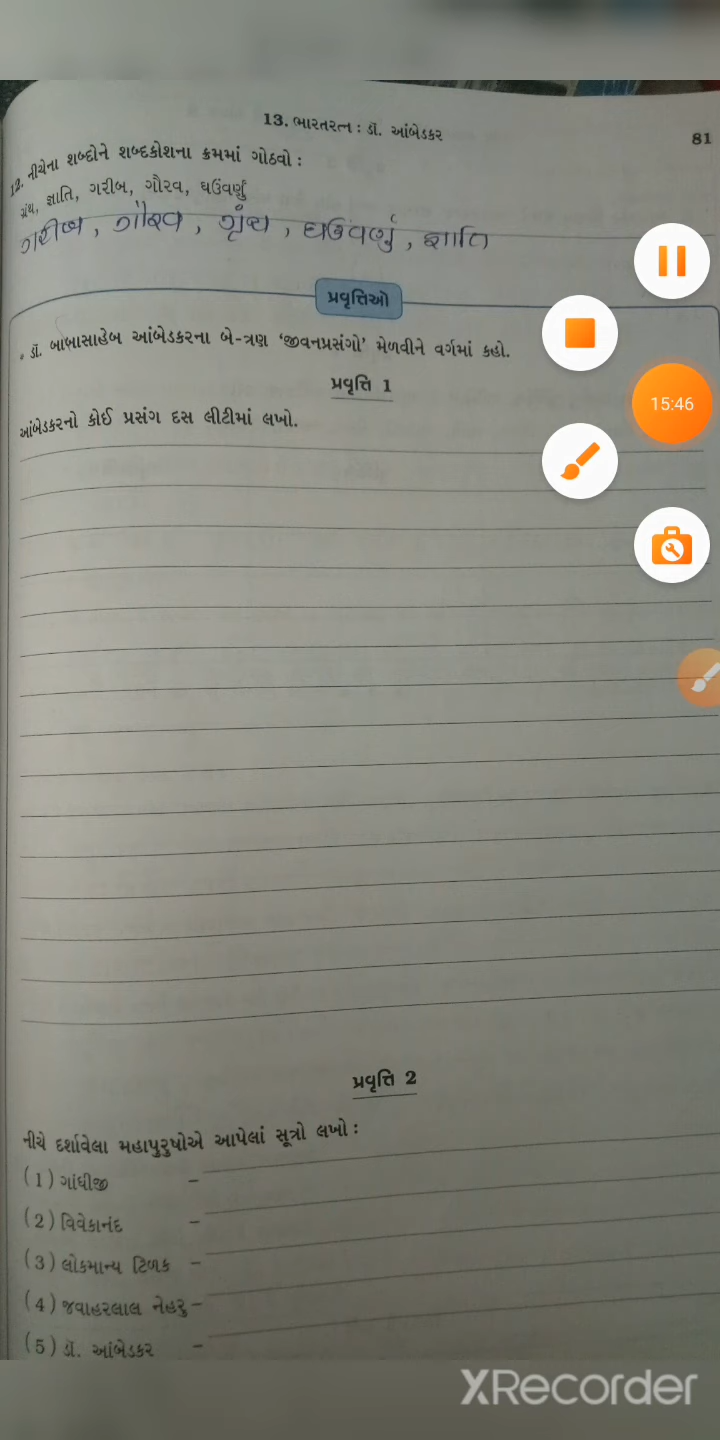 13. ભારતરત્ન : ડૉ. આંબેડકર
81
12. નીચેના શબ્દોને શબ્દકોશના ક્રમમાં ગોઠવો :
ગ્રંથ, જ્ઞાતિ, ગરીબ, ગૌરવ, ઘઉંવર્ણું
ગરીબ, ગૌરવ, ગ્રંથ, ઘઉંવર્ણું, જ્ઞાતિ
પ્રવૃત્તિઓ
• ડૉ. બાબાસાહેબ આંબેડકરના બે-ત્રણ ‘જીવનપ્રસંગો’ મેળવીને વર્ગમાં કહો.
પ્રવૃત્તિ 1
આંબેડકરનો કોઈ પ્રસંગ દસ લીટીમાં લખો.
15:46
પ્રવૃત્તિ 2
નીચે દર્શાવેલા મહાપુરુષોએ આપેલાં સૂત્રો લખો :
(1) ગાંધીજી –
(2) વિવેકાનંદ –
(3) લોકમાન્ય ટિળક –
(4) જવાહરલાલ નેહરુ –
(5) ડૉ. આંબેડકર –
XRecorder